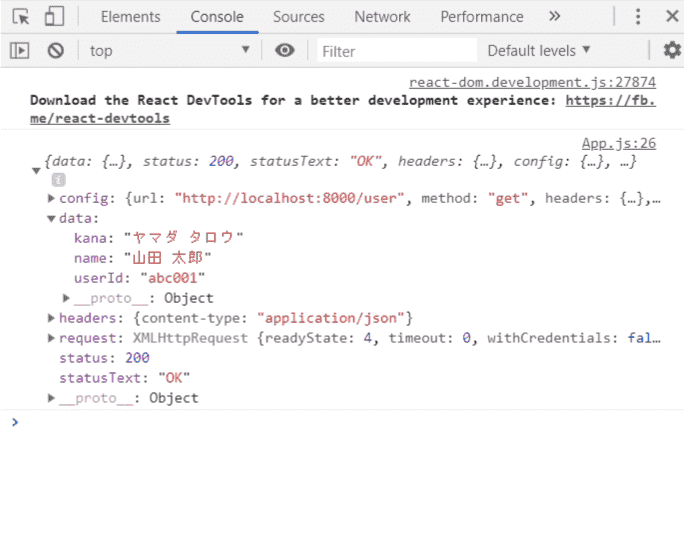 Elements Console Sources Network Performance »
top ▼ Filter Default levels ▼
react-dom.development.js:27874
Download the React DevTools for a better development experience: https://fb.
me/react-devtools
App.js:26
{data: {…}, status: 200, statusText: "OK", headers: {…}, config: {…}, …}
i
config: {url: "http://localhost:8000/user", method: "get", headers: {…},…
data:
kana: "ヤマダ タロウ"
name: "山田 太郎"
userId: "abc001"
__proto__: Object
headers: {content-type: "application/json"}
request: XMLHttpRequest {readyState: 4, timeout: 0, withCredentials: fal…
status: 200
statusText: "OK"
__proto__: Object
>